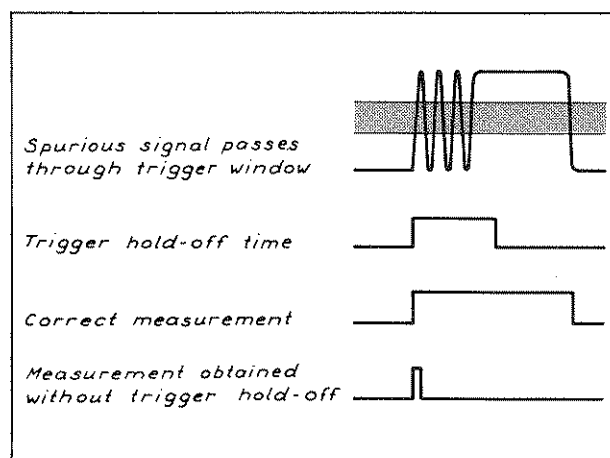 Spurious signal passes
through trigger window
Trigger hold-off time
Correct measurement
Measurement obtained
without trigger hold-off